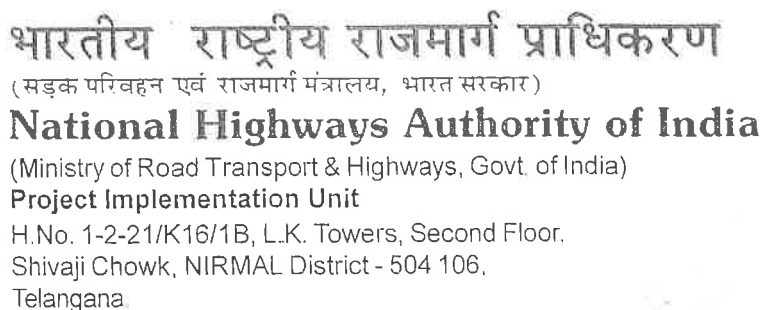 भारतीय राष्ट्रीय राजमार्ग प्राधिकरण
(सड़क परिवहन एवं राजमार्ग मंत्रालय, भारत सरकार)
National Highways Authority of India
(Ministry of Road Transport & Highways, Govt. of India)
Project Implementation Unit
H.No. 1-2-21/K16/1B, L.K. Towers, Second Floor.
Shivaji Chowk, NIRMAL District - 504 106.
Telangana